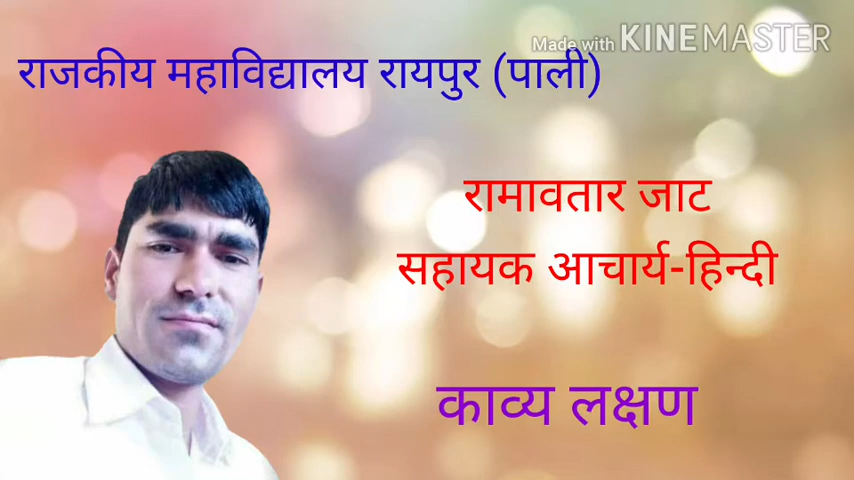 Made with KINEMASTER
राजकीय महाविद्यालय रायपुर (पाली)
रामावतार जाट
सहायक आचार्य-हिन्दी
काव्य लक्षण